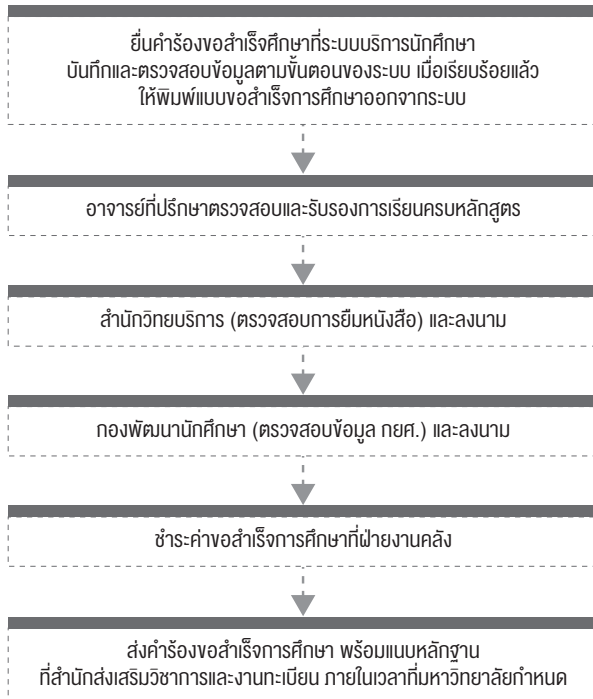 ยื่นคำร้องขอสำเร็จศึกษาที่ระบบบริการนักศึกษา
บันทึกและตรวจสอบข้อมูลตามขั้นตอนของระบบ เมื่อเรียบร้อยแล้ว
ให้พิมพ์แบบขอสำเร็จการศึกษาออกจากระบบ
อาจารย์ที่ปรึกษาตรวจสอบและรับรองการเรียนครบหลักสูตร
สำนักวิทยบริการ (ตรวจสอบการยืมหนังสือ) และลงนาม
กองพัฒนานักศึกษา (ตรวจสอบข้อมูล กยศ.) และลงนาม
ชำระค่าขอสำเร็จการศึกษาที่ฝ่ายงานคลัง
ส่งคำร้องขอสำเร็จการศึกษา พร้อมแนบหลักฐาน
ที่สำนักส่งเสริมวิชาการและงานทะเบียน ภายในเวลาที่มหาวิทยาลัยกำหนด